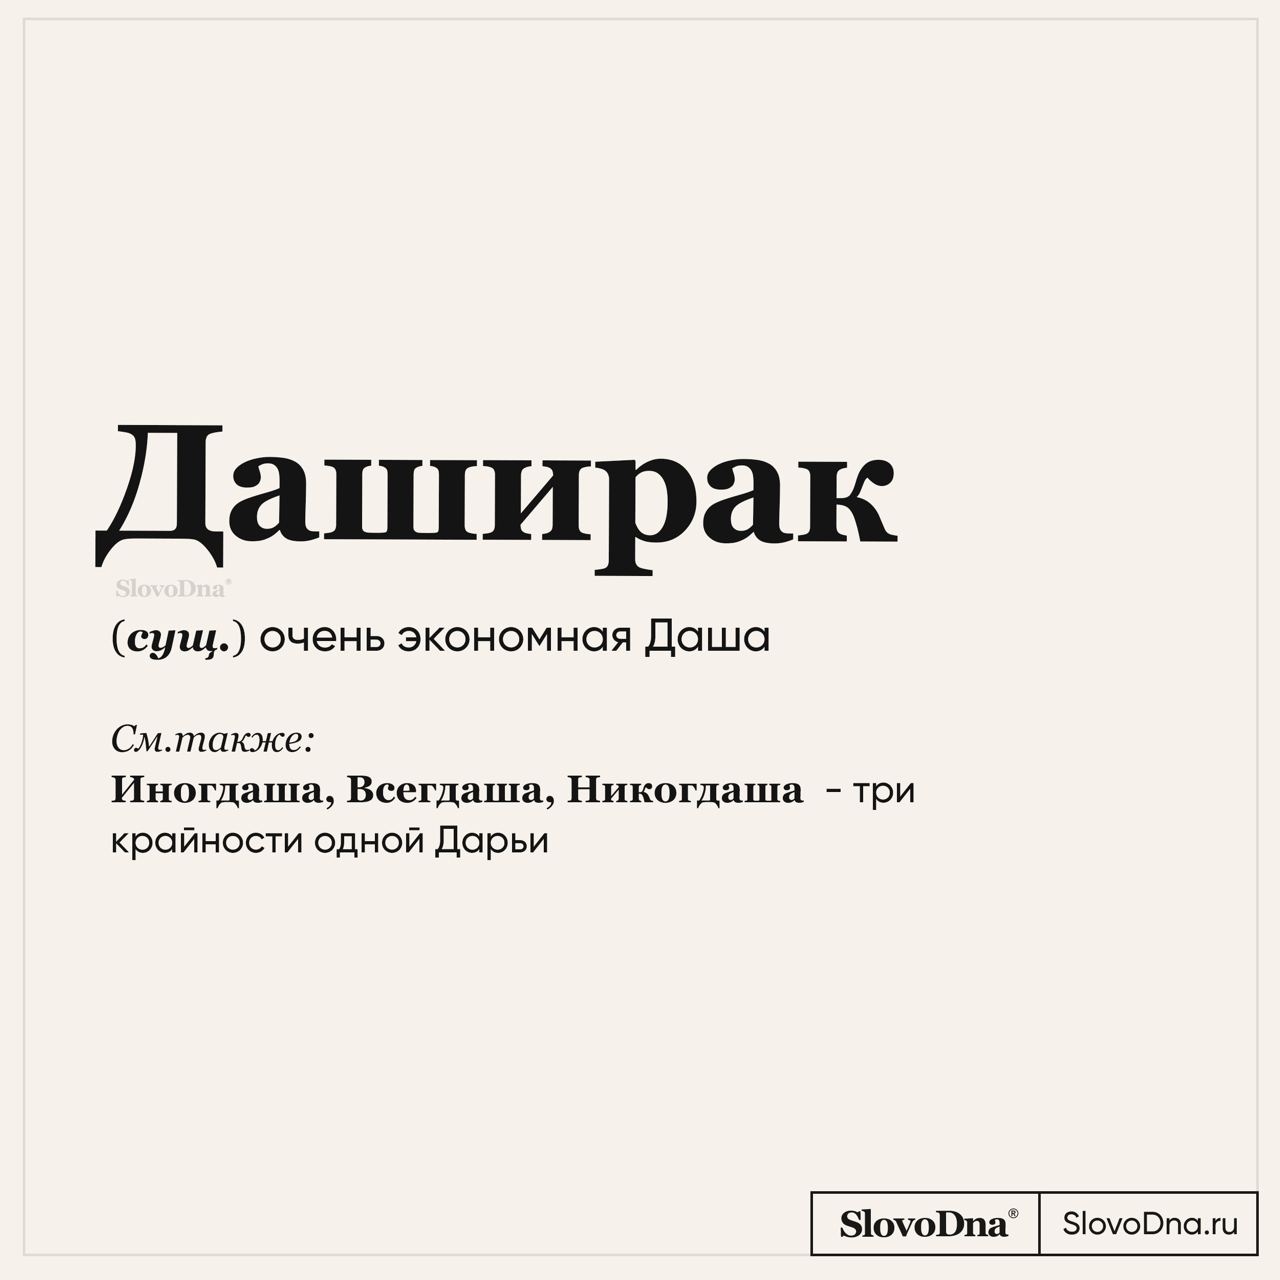 Даширак
SlovoDna®
(сущ.) очень экономная Даша
См.также:
Иногдаша, Всегдаша, Никогдаша - три
крайности одной Дарьи
SlovoDna® SlovoDna.ru